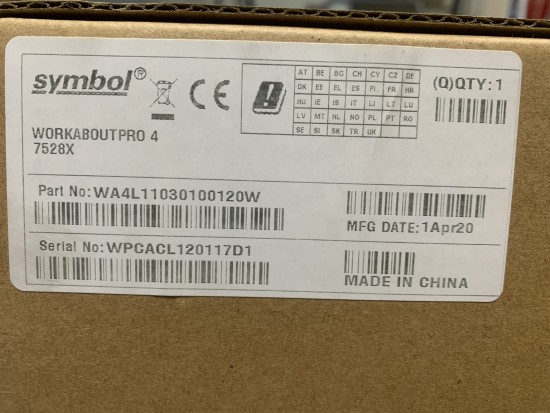 symbol®
CE
AT BE BG CH CY CZ DE
DK EE EL ES FI FR HR
HU IE IS IT LI LT LU
LV MT NL NO PL PT RO
SE SI SK TR UK
(Q)QTY:1
WORKABOUTPRO 4
7528X
Part No:WA4L11030100120W
MFG DATE:1Apr20
Serial No:WPCACL120117D1
MADE IN CHINA